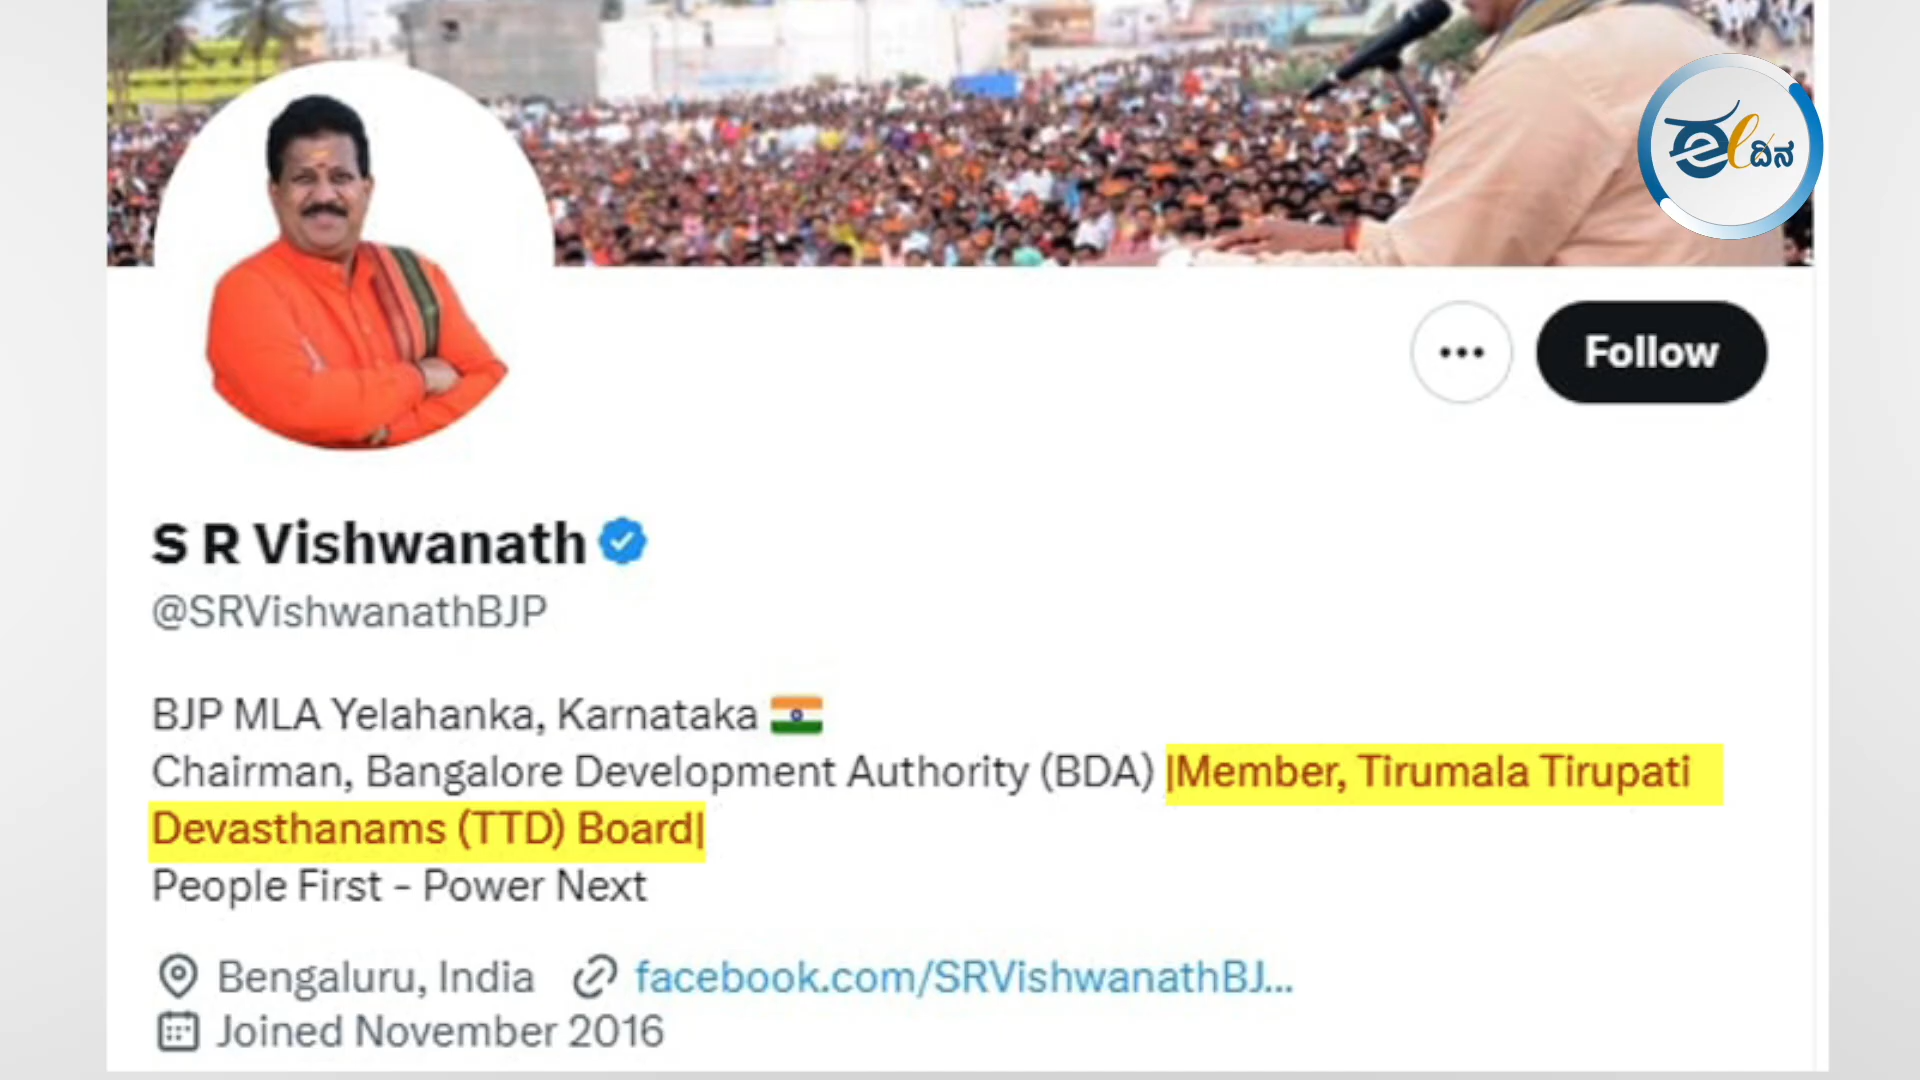 ಈ ದಿನ
Follow
S R Vishwanath
@SRVishwanathBJP
BJP MLA Yelahanka, Karnataka
Chairman, Bangalore Development Authority (BDA) |Member, Tirumala Tirupati
Devasthanams (TTD) Board|
People First - Power Next
Bengaluru, India facebook.com/SRVishwanathBJ...
Joined November 2016